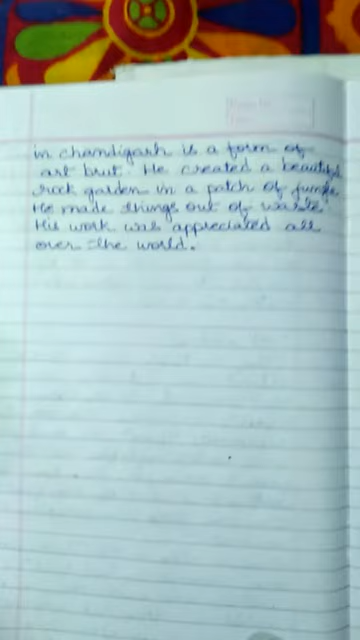 in chandigarh is a form of
art brut. He created a beautiful
rock garden in a patch of jungle.
He made things out of waste.
His work was appreciated all
over the world.